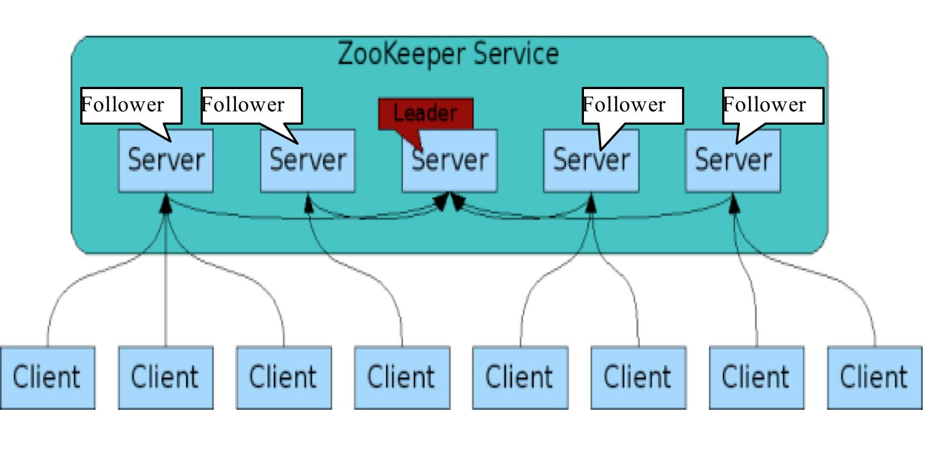 ZooKeeper Service
Follower
Follower
Leader
Follower
Follower
Server
Server
Server
Server
Server
Client
Client
Client
Client
Client
Client
Client
Client